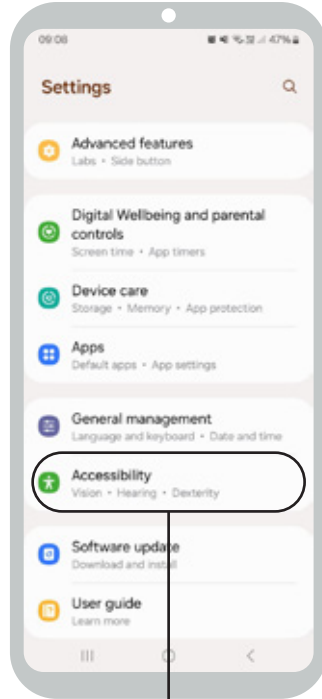 09:08 47%
Settings
Advanced features
Labs • Side button
Digital Wellbeing and parental
controls
Screen time • App timers
Device care
Storage • Memory • App protection
Apps
Default apps • App settings
General management
Language and keyboard • Date and time
Accessibility
Vision • Hearing • Dexterity
Software update
Download and install
User guide
Learn more